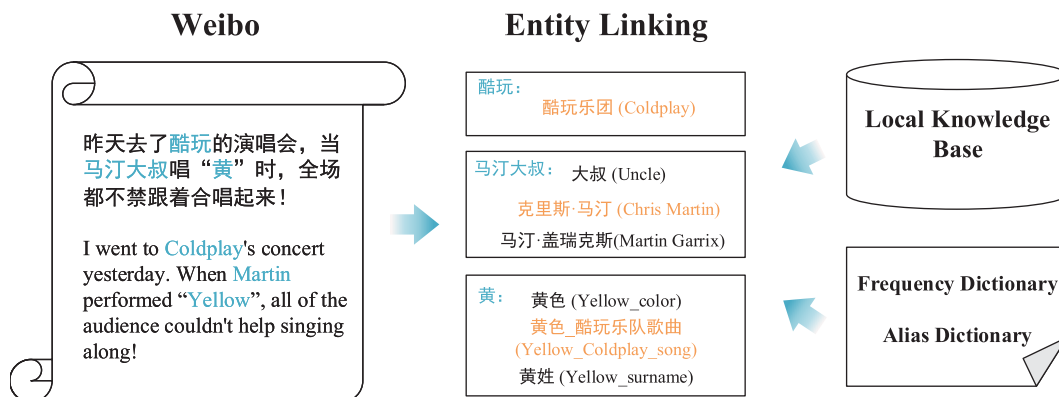 Weibo
昨天去了酷玩的演唱会，当
马汀大叔唱“黄”时，全场
都不禁跟着合唱起来！
I went to Coldplay's concert
yesterday. When Martin
performed “Yellow”, all of the
audience couldn't help singing
along!
Entity Linking
酷玩：
酷玩乐团 (Coldplay)
马汀大叔： 大叔 (Uncle)
克里斯·马汀 (Chris Martin)
马汀·盖瑞克斯(Martin Garrix)
黄： 黄色 (Yellow_color)
黄色_酷玩乐队歌曲
(Yellow_Coldplay_song)
黄姓 (Yellow_surname)
Local Knowledge
Base
Frequency Dictionary
Alias Dictionary